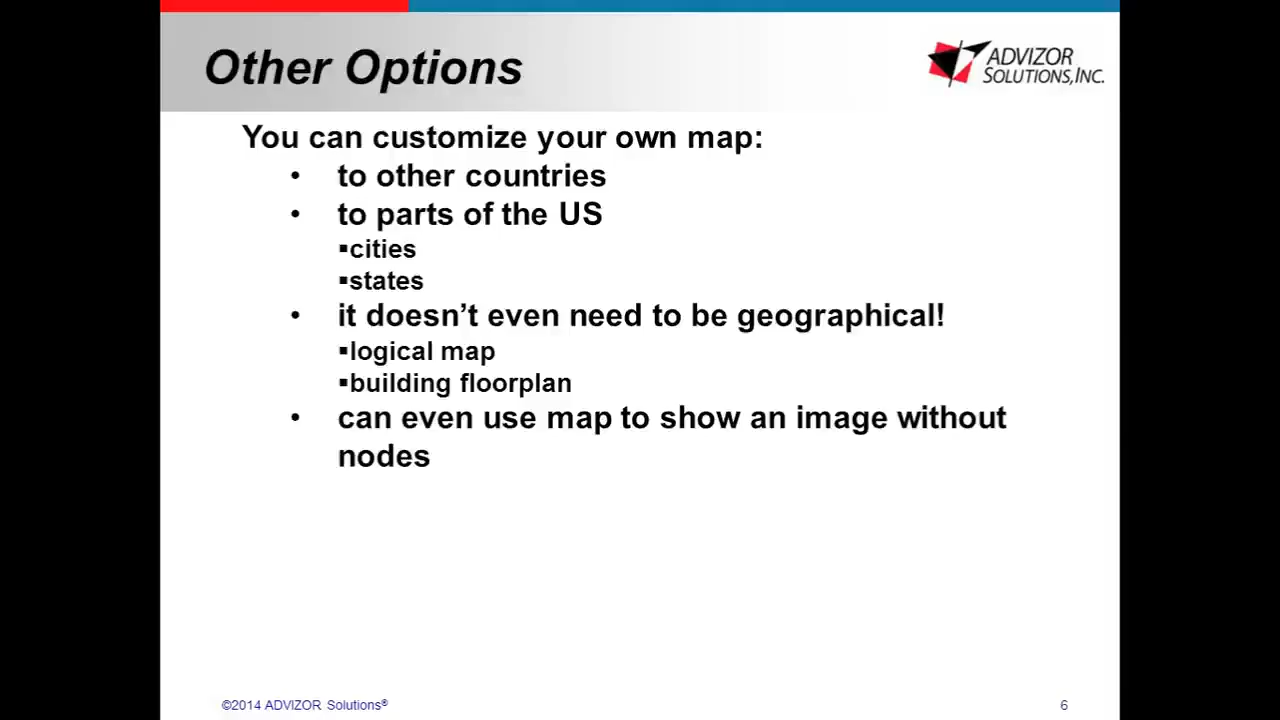 Other Options
ADVIZOR
SOLUTIONS, INC.
You can customize your own map:
• to other countries
• to parts of the US
▪cities
▪states
• it doesn’t even need to be geographical!
▪logical map
▪building floorplan
• can even use map to show an image without
nodes
©2014 ADVIZOR Solutions®
6